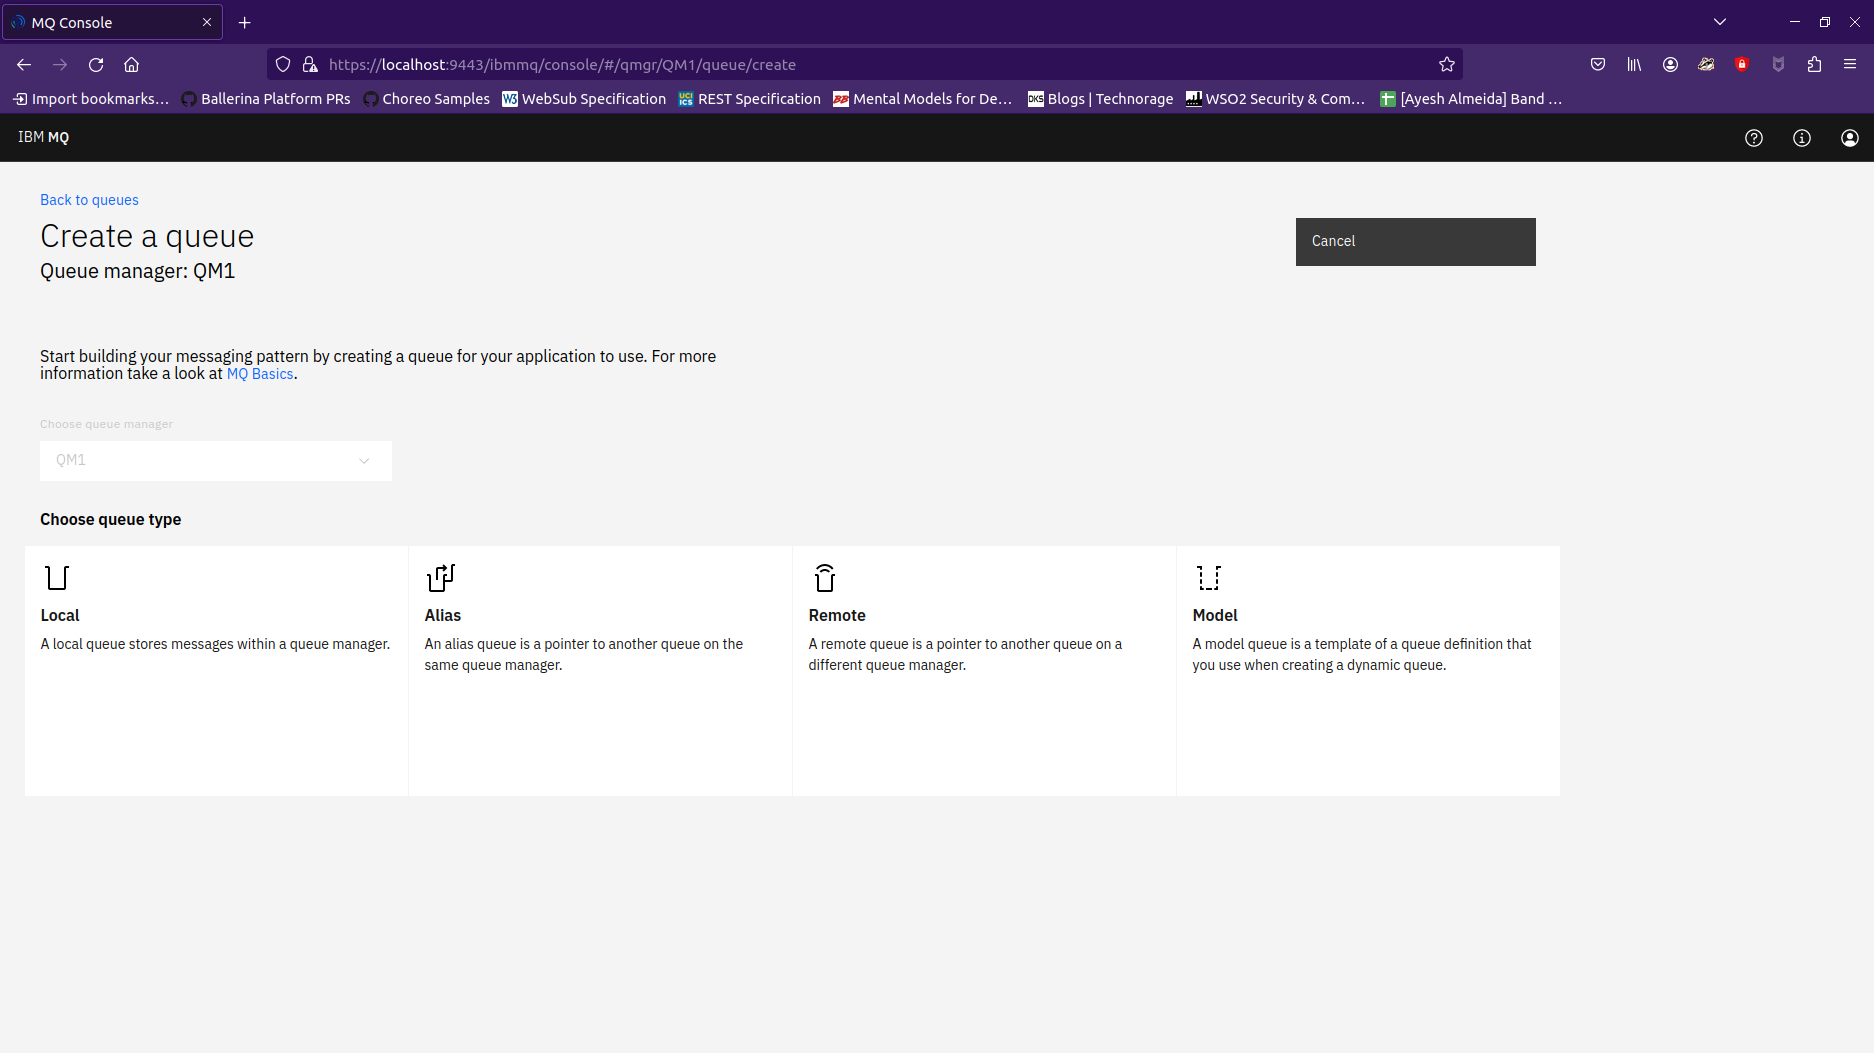 MQ Console
https://localhost:9443/ibmmq/console/#/qmgr/QM1/queue/create
Import bookmarks... Ballerina Platform PRs Choreo Samples WebSub Specification REST Specification Mental Models for De... Blogs | Technorage WSO2 Security & Com... [Ayesh Almeida] Band ...
IBM MQ
Back to queues
Create a queue
Cancel
Queue manager: QM1
Start building your messaging pattern by creating a queue for your application to use. For more
information take a look at MQ Basics.
Choose queue manager
QM1
Choose queue type
Local
A local queue stores messages within a queue manager.
Alias
An alias queue is a pointer to another queue on the
same queue manager.
Remote
A remote queue is a pointer to another queue on a
different queue manager.
Model
A model queue is a template of a queue definition that
you use when creating a dynamic queue.